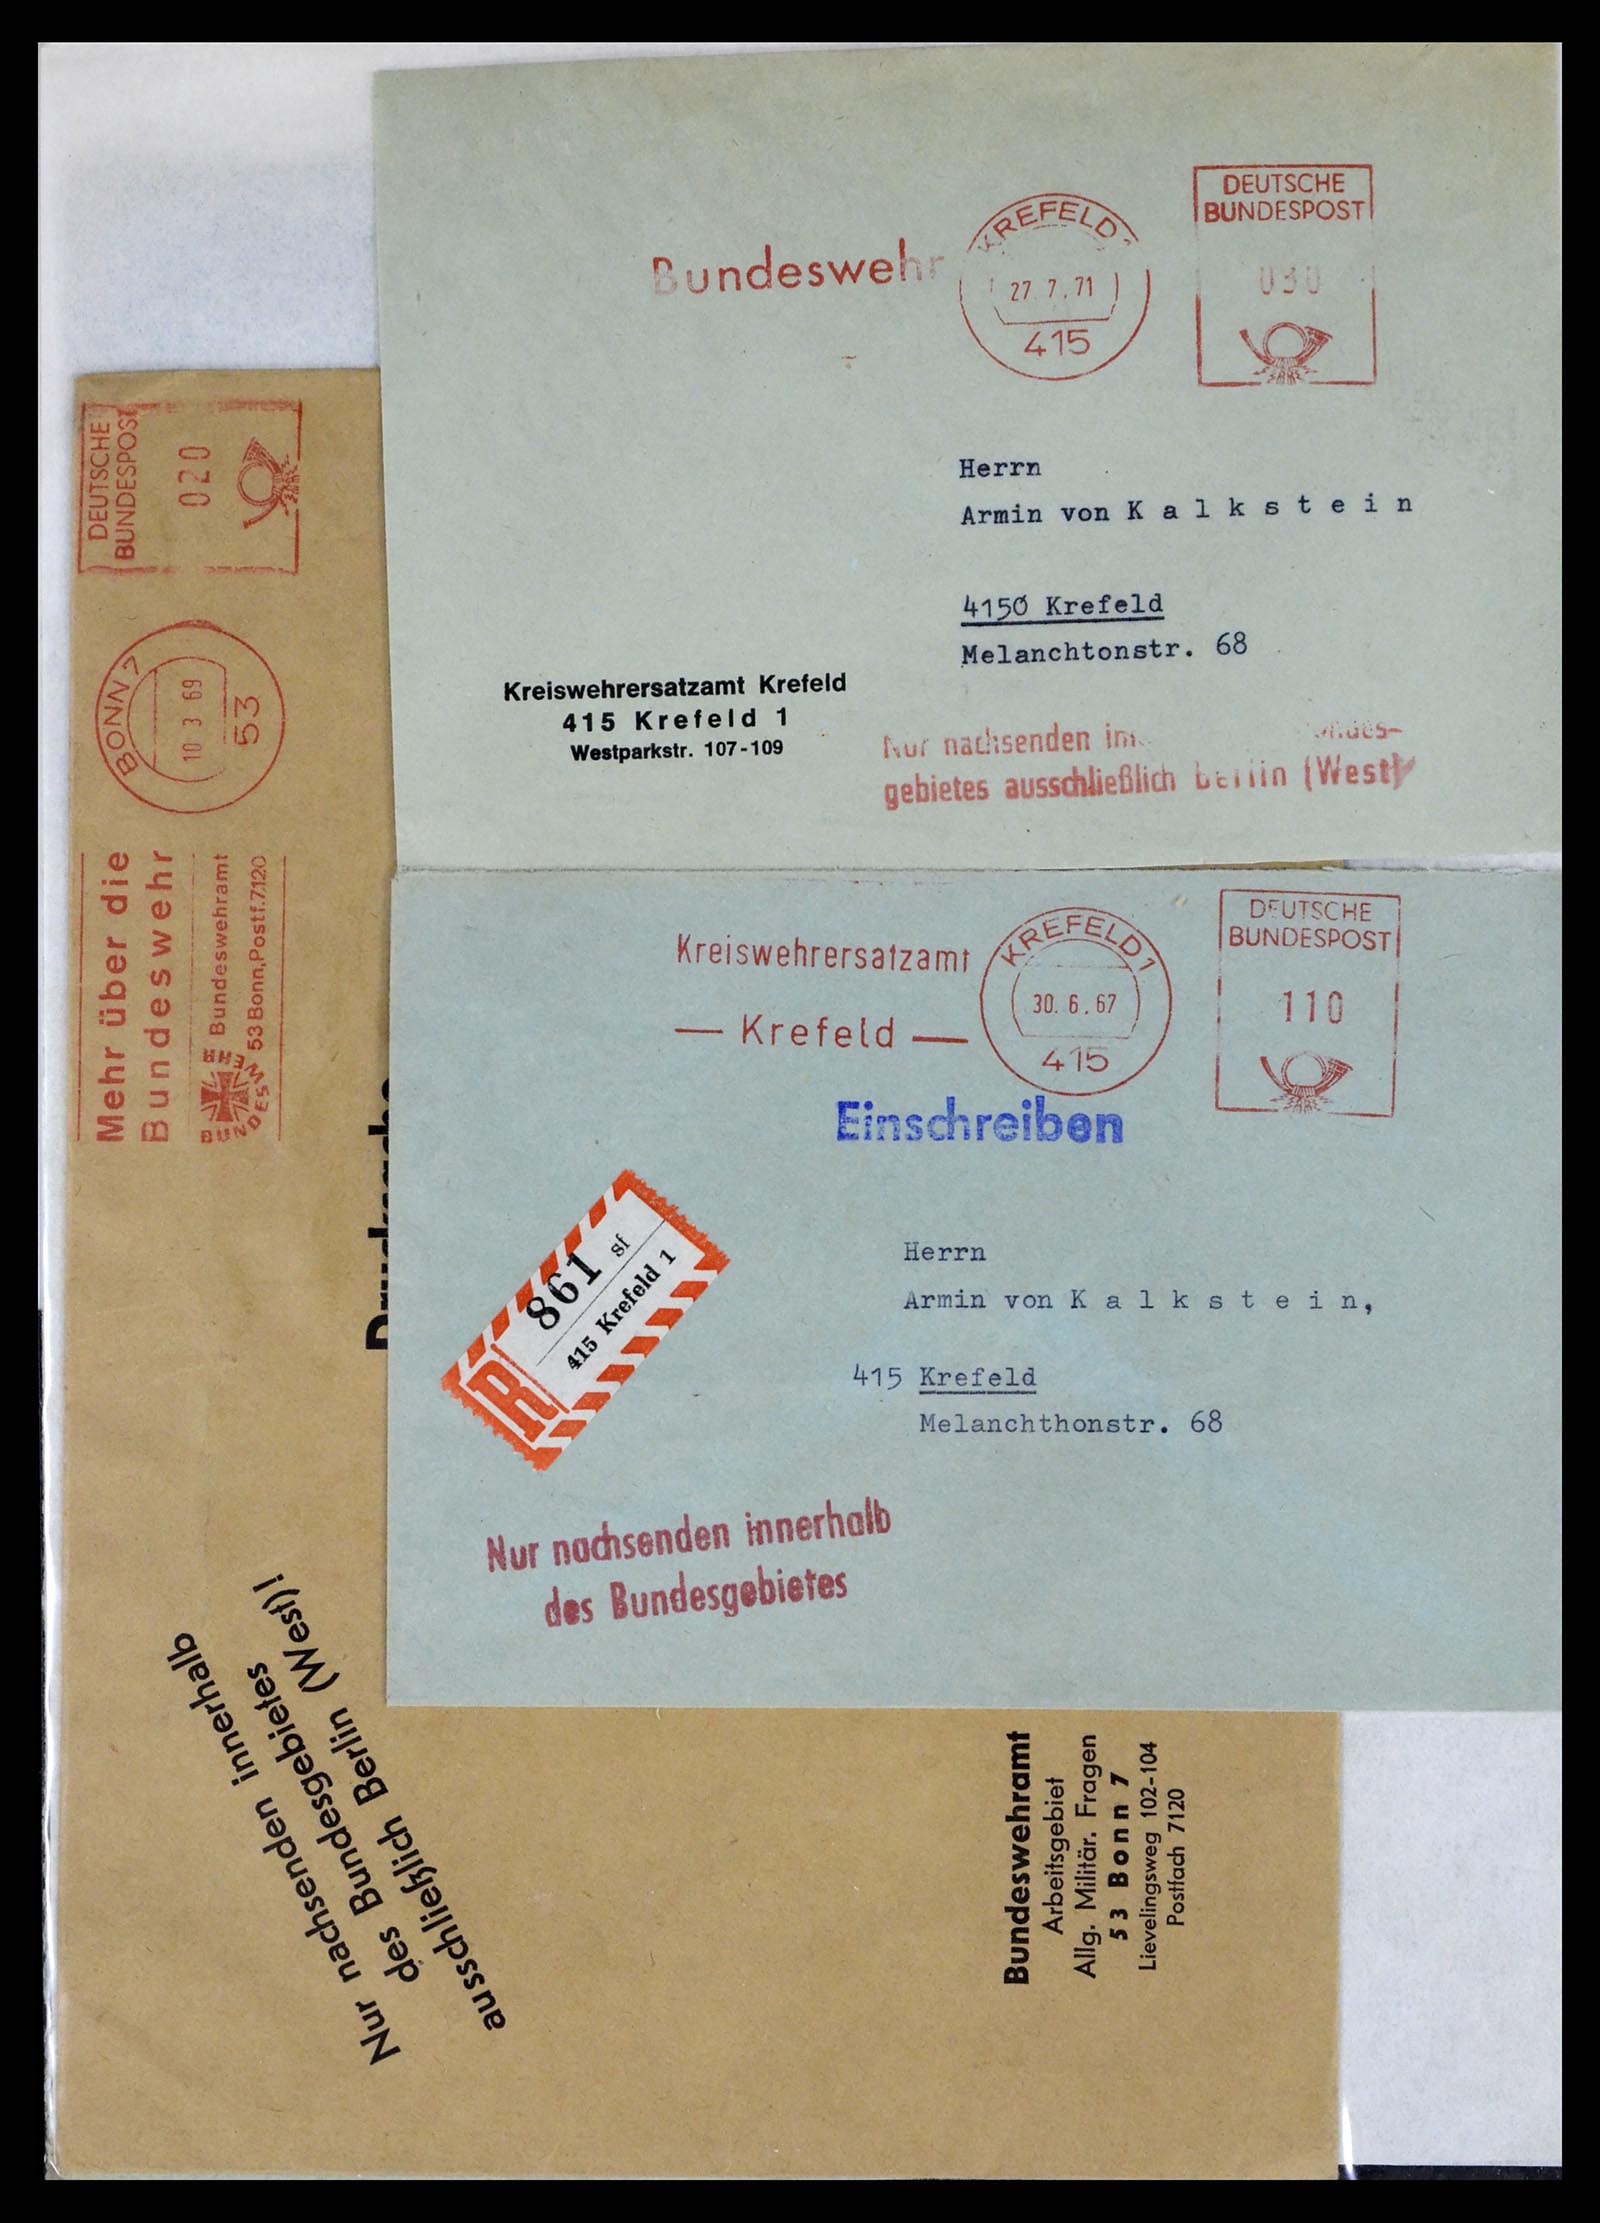 Bundeswehr
KREFELD 1
27. 7. 71
415
DEUTSCHE
BUNDESPOST
030
Herrn
Armin von K a l k s t e i n
4150 Krefeld
Melanchtonstr. 68
Kreiswehrersatzamt Krefeld
415 Krefeld 1
Westparkstr. 107-109
Nur nachsenden
gebietes ausschließlich Berlin (West)
Kreiswehrersatzamt
— Krefeld —
KREFELD 1
30. 6. 67
415
DEUTSCHE
BUNDESPOST
110
Einschreiben
R
861 sf
415 Krefeld 1
Herrn
Armin von K a l k s t e i n,
415 Krefeld
Melanchthonstr. 68
Nur nachsenden innerhalb
des Bundesgebietes
Mehr über die
Bundeswehr
BUNDESWEHR
Bundeswehramt
53 Bonn, Postf. 7120
BONN 7
10 3 69
53
DEUTSCHE
BUNDESPOST
020
Drucksache
Nur nachsenden innerhalb
des Bundesgebietes
ausschließlich Berlin (West)!
Bundeswehramt
Arbeitsgebiet
Allg. Militär. Fragen
53 Bonn 7
Lievelingsweg 102-104
Postfach 7120